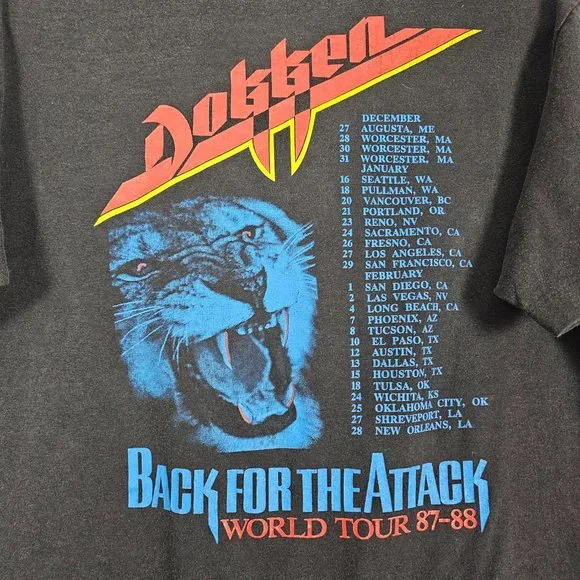 Dokken
DECEMBER
27 AUGUSTA, ME
28 WORCESTER, MA
30 WORCESTER, MA
31 WORCESTER, MA
JANUARY
16 SEATTLE, WA
18 PULLMAN, WA
20 VANCOUVER, BC
21 PORTLAND, OR
23 RENO, NV
24 SACRAMENTO, CA
26 FRESNO, CA
27 LOS ANGELES, CA
29 SAN FRANCISCO, CA
FEBRUARY
1 SAN DIEGO, CA
2 LAS VEGAS, NV
4 LONG BEACH, CA
7 PHOENIX, AZ
8 TUCSON, AZ
10 EL PASO, TX
12 AUSTIN, TX
13 DALLAS, TX
15 HOUSTON, TX
18 TULSA, OK
24 WICHITA, KS
25 OKLAHOMA CITY, OK
27 SHREVEPORT, LA
28 NEW ORLEANS, LA
BACK FOR THE ATTACK
WORLD TOUR 87-88